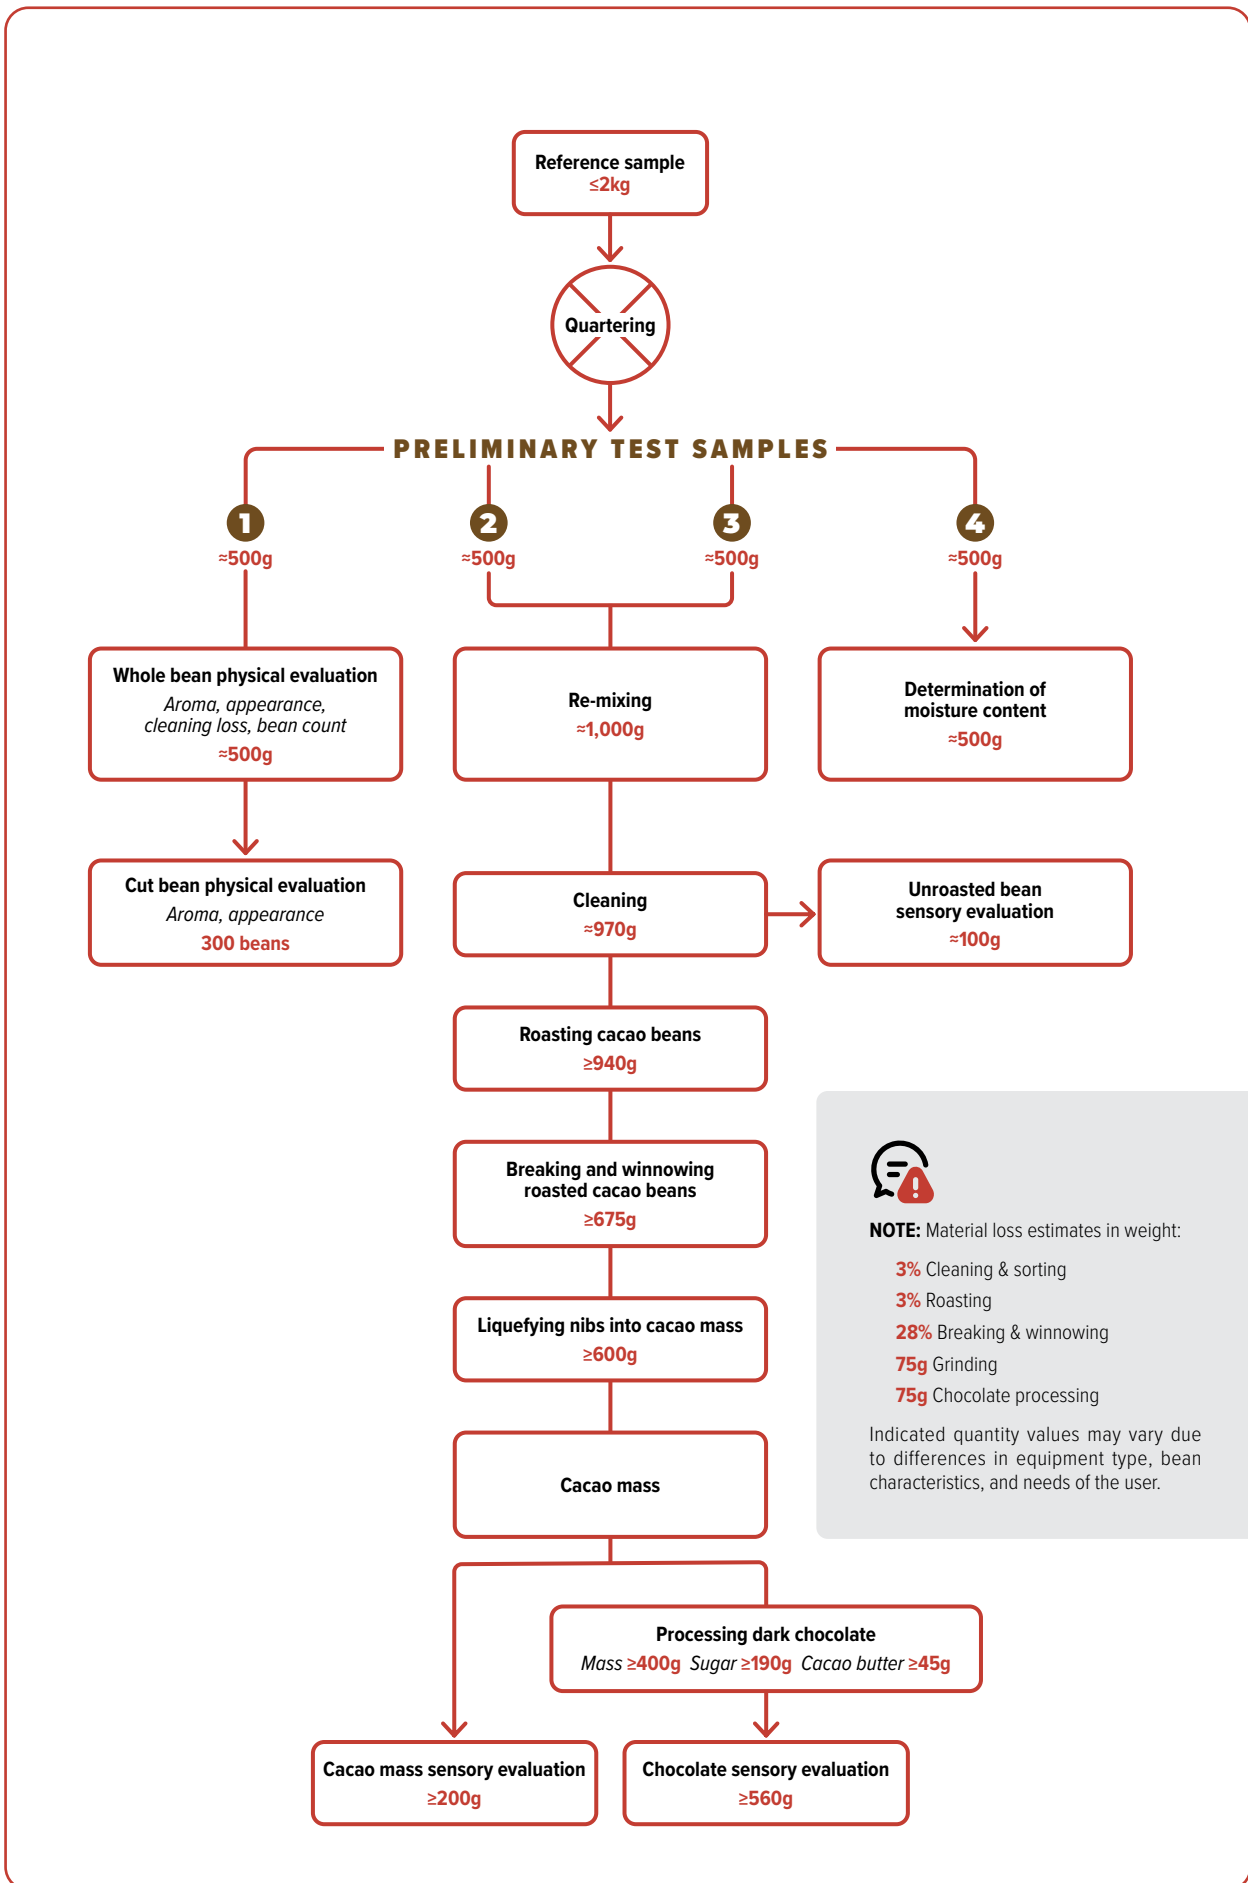 Reference sample
≤2kg
Quartering
PRELIMINARY TEST SAMPLES
1
≈500g
2
≈500g
3
≈500g
4
≈500g
Whole bean physical evaluation
Aroma, appearance,
cleaning loss, bean count
≈500g
Re-mixing
≈1,000g
Determination of
moisture content
≈500g
Cut bean physical evaluation
Aroma, appearance
300 beans
Cleaning
≈970g
Unroasted bean
sensory evaluation
≈100g
Roasting cacao beans
≥940g
Breaking and winnowing
roasted cacao beans
≥675g
Liquefying nibs into cacao mass
≥600g
Cacao mass
NOTE: Material loss estimates in weight:
3% Cleaning & sorting
3% Roasting
28% Breaking & winnowing
75g Grinding
75g Chocolate processing
Indicated quantity values may vary due
to differences in equipment type, bean
characteristics, and needs of the user.
Processing dark chocolate
Mass ≥400g Sugar ≥190g Cacao butter ≥45g
Cacao mass sensory evaluation
≥200g
Chocolate sensory evaluation
≥560g